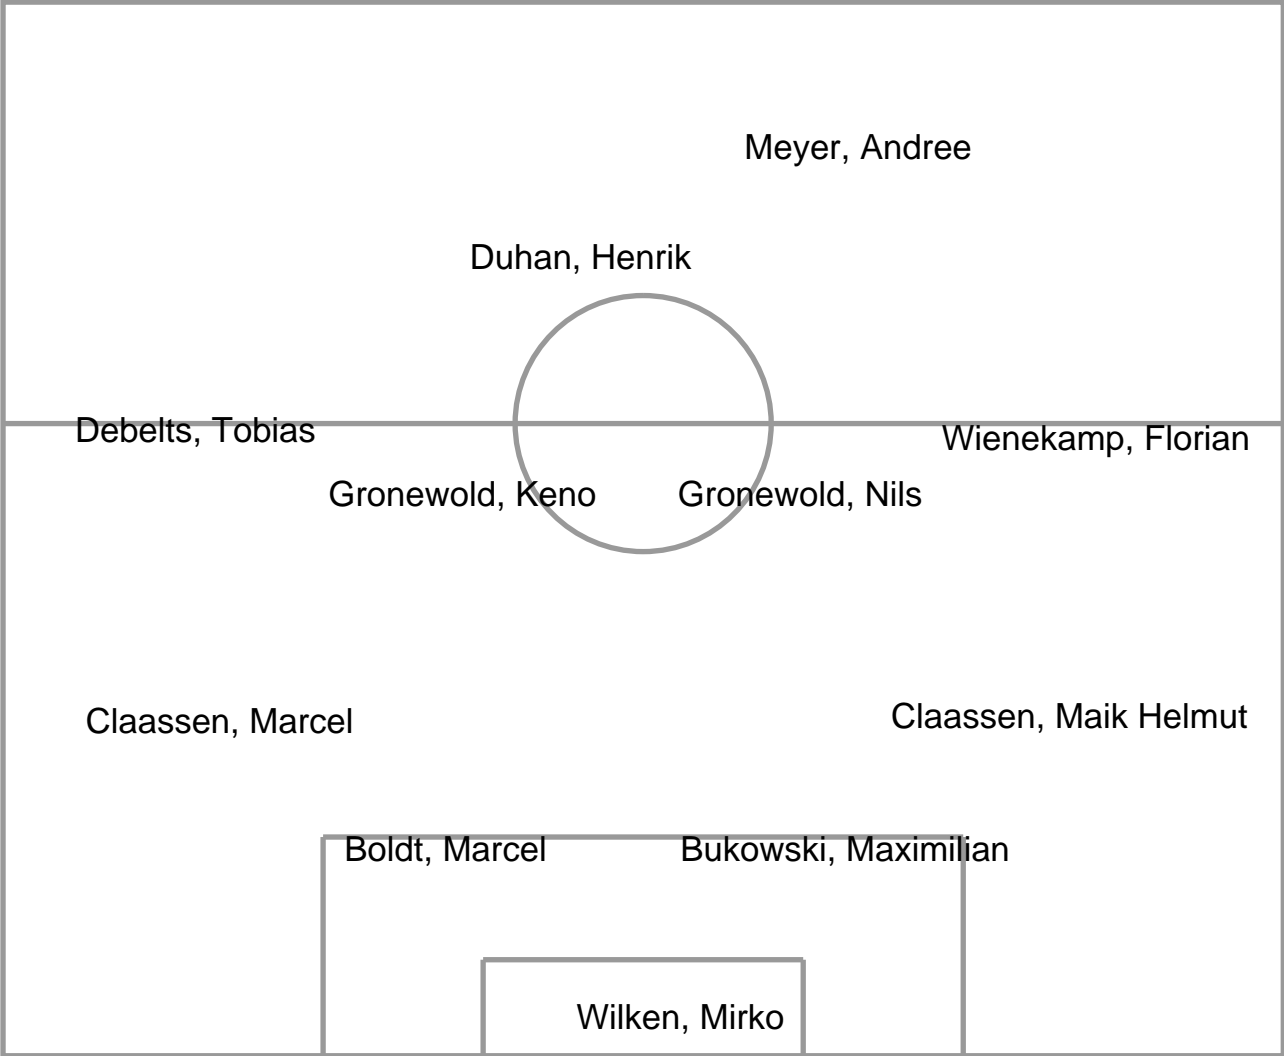 Meyer, Andree
Duhan, Henrik
Debelts, Tobias
Wienekamp, Florian
Gronewold, Keno
Gronewold, Nils
Claassen, Marcel
Claassen, Maik Helmut
Boldt, Marcel
Bukowski, Maximilian
Wilken, Mirko